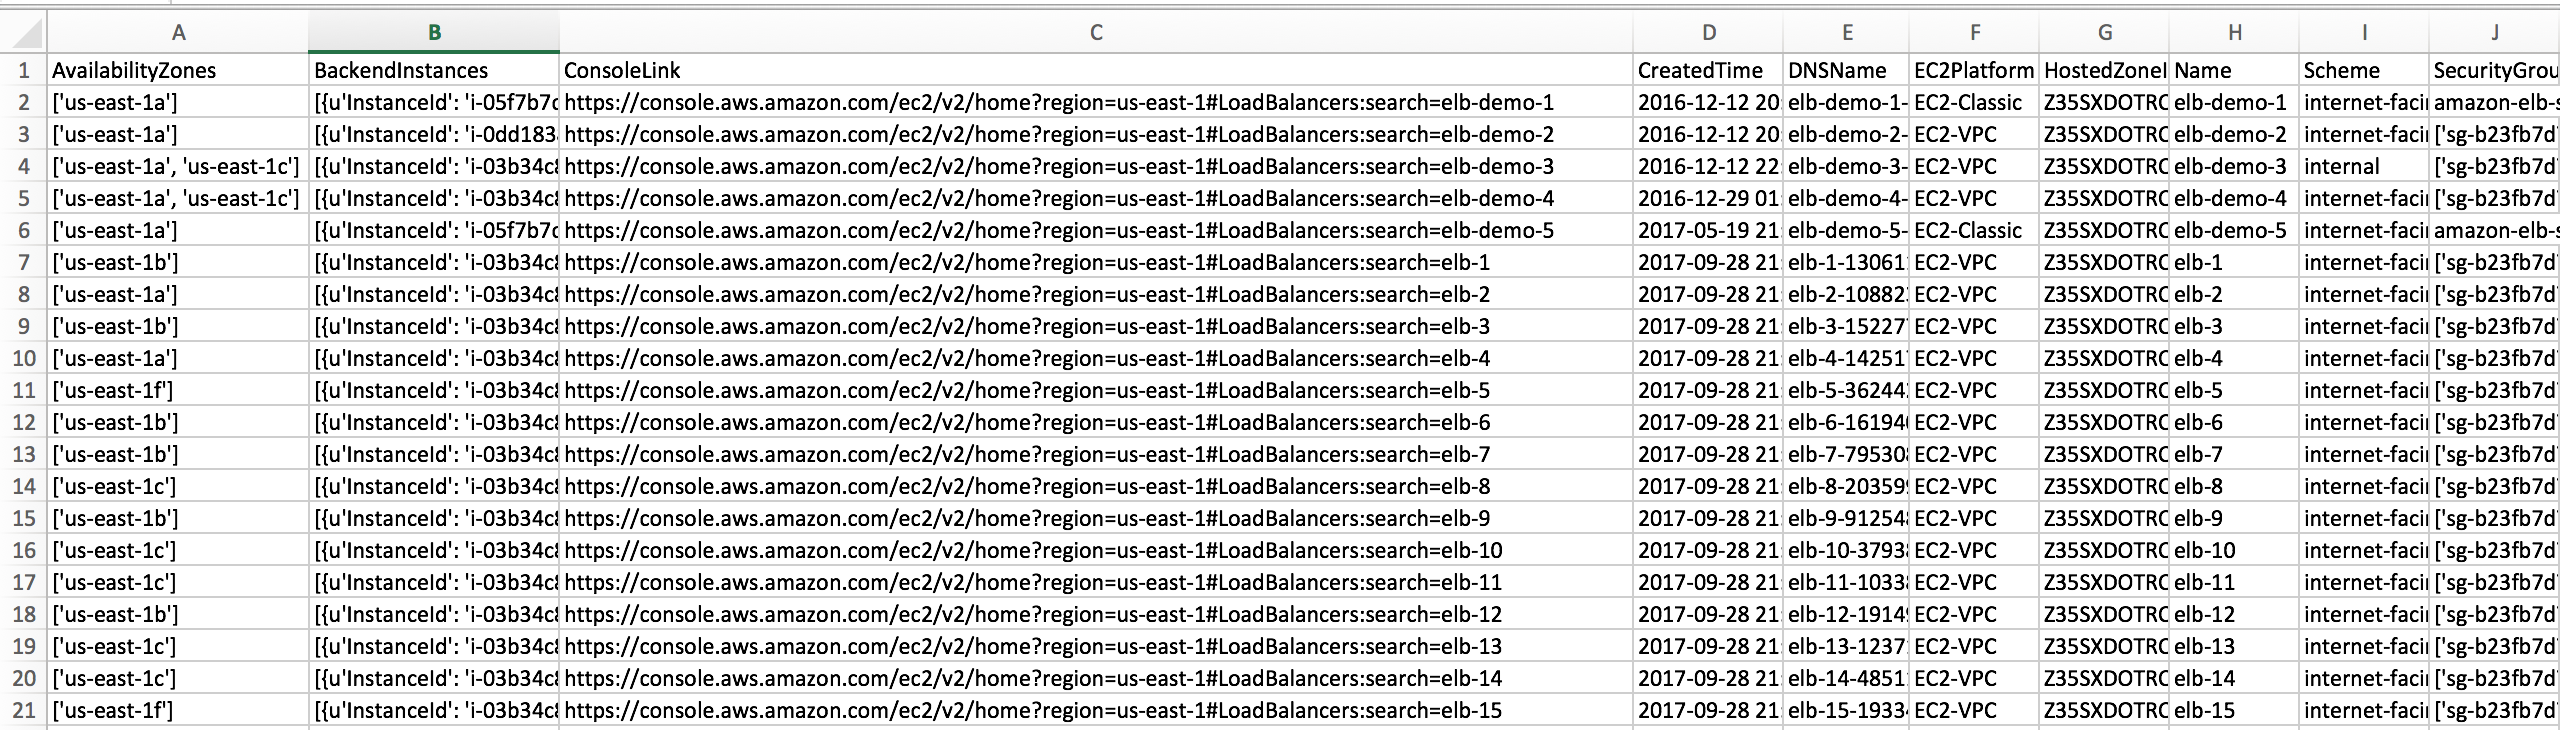 A B C D E F G H I J
1 AvailabilityZones BackendInstances ConsoleLink CreatedTime DNSName EC2Platform HostedZoneI Name Scheme SecurityGrou
2 ['us-east-1a'] [{u'InstanceId': 'i-05f7b7c https://console.aws.amazon.com/ec2/v2/home?region=us-east-1#LoadBalancers:search=elb-demo-1 2016-12-12 20: elb-demo-1- EC2-Classic Z35SXDOTRC elb-demo-1 internet-facin amazon-elb-s
3 ['us-east-1a'] [{u'InstanceId': 'i-0dd183 https://console.aws.amazon.com/ec2/v2/home?region=us-east-1#LoadBalancers:search=elb-demo-2 2016-12-12 20: elb-demo-2- EC2-VPC Z35SXDOTRC elb-demo-2 internet-facin ['sg-b23fb7d
4 ['us-east-1a', 'us-east-1c'] [{u'InstanceId': 'i-03b34c8 https://console.aws.amazon.com/ec2/v2/home?region=us-east-1#LoadBalancers:search=elb-demo-3 2016-12-12 22: elb-demo-3- EC2-VPC Z35SXDOTRC elb-demo-3 internal ['sg-b23fb7d
5 ['us-east-1a', 'us-east-1c'] [{u'InstanceId': 'i-03b34c8 https://console.aws.amazon.com/ec2/v2/home?region=us-east-1#LoadBalancers:search=elb-demo-4 2016-12-29 01: elb-demo-4- EC2-VPC Z35SXDOTRC elb-demo-4 internet-facin ['sg-b23fb7d
6 ['us-east-1a'] [{u'InstanceId': 'i-05f7b7c https://console.aws.amazon.com/ec2/v2/home?region=us-east-1#LoadBalancers:search=elb-demo-5 2017-05-19 21: elb-demo-5- EC2-Classic Z35SXDOTRC elb-demo-5 internet-facin amazon-elb-s
7 ['us-east-1b'] [{u'InstanceId': 'i-03b34c8 https://console.aws.amazon.com/ec2/v2/home?region=us-east-1#LoadBalancers:search=elb-1 2017-09-28 21: elb-1-13061 EC2-VPC Z35SXDOTRC elb-1 internet-facin ['sg-b23fb7d
8 ['us-east-1a'] [{u'InstanceId': 'i-03b34c8 https://console.aws.amazon.com/ec2/v2/home?region=us-east-1#LoadBalancers:search=elb-2 2017-09-28 21: elb-2-10882 EC2-VPC Z35SXDOTRC elb-2 internet-facin ['sg-b23fb7d
9 ['us-east-1b'] [{u'InstanceId': 'i-03b34c8 https://console.aws.amazon.com/ec2/v2/home?region=us-east-1#LoadBalancers:search=elb-3 2017-09-28 21: elb-3-15227 EC2-VPC Z35SXDOTRC elb-3 internet-facin ['sg-b23fb7d
10 ['us-east-1a'] [{u'InstanceId': 'i-03b34c8 https://console.aws.amazon.com/ec2/v2/home?region=us-east-1#LoadBalancers:search=elb-4 2017-09-28 21: elb-4-14251 EC2-VPC Z35SXDOTRC elb-4 internet-facin ['sg-b23fb7d
11 ['us-east-1f'] [{u'InstanceId': 'i-03b34c8 https://console.aws.amazon.com/ec2/v2/home?region=us-east-1#LoadBalancers:search=elb-5 2017-09-28 21: elb-5-36244 EC2-VPC Z35SXDOTRC elb-5 internet-facin ['sg-b23fb7d
12 ['us-east-1b'] [{u'InstanceId': 'i-03b34c8 https://console.aws.amazon.com/ec2/v2/home?region=us-east-1#LoadBalancers:search=elb-6 2017-09-28 21: elb-6-16194 EC2-VPC Z35SXDOTRC elb-6 internet-facin ['sg-b23fb7d
13 ['us-east-1b'] [{u'InstanceId': 'i-03b34c8 https://console.aws.amazon.com/ec2/v2/home?region=us-east-1#LoadBalancers:search=elb-7 2017-09-28 21: elb-7-79530 EC2-VPC Z35SXDOTRC elb-7 internet-facin ['sg-b23fb7d
14 ['us-east-1c'] [{u'InstanceId': 'i-03b34c8 https://console.aws.amazon.com/ec2/v2/home?region=us-east-1#LoadBalancers:search=elb-8 2017-09-28 21: elb-8-20359 EC2-VPC Z35SXDOTRC elb-8 internet-facin ['sg-b23fb7d
15 ['us-east-1b'] [{u'InstanceId': 'i-03b34c8 https://console.aws.amazon.com/ec2/v2/home?region=us-east-1#LoadBalancers:search=elb-9 2017-09-28 21: elb-9-91254 EC2-VPC Z35SXDOTRC elb-9 internet-facin ['sg-b23fb7d
16 ['us-east-1c'] [{u'InstanceId': 'i-03b34c8 https://console.aws.amazon.com/ec2/v2/home?region=us-east-1#LoadBalancers:search=elb-10 2017-09-28 21: elb-10-3793 EC2-VPC Z35SXDOTRC elb-10 internet-facin ['sg-b23fb7d
17 ['us-east-1c'] [{u'InstanceId': 'i-03b34c8 https://console.aws.amazon.com/ec2/v2/home?region=us-east-1#LoadBalancers:search=elb-11 2017-09-28 21: elb-11-1033 EC2-VPC Z35SXDOTRC elb-11 internet-facin ['sg-b23fb7d
18 ['us-east-1b'] [{u'InstanceId': 'i-03b34c8 https://console.aws.amazon.com/ec2/v2/home?region=us-east-1#LoadBalancers:search=elb-12 2017-09-28 21: elb-12-1914 EC2-VPC Z35SXDOTRC elb-12 internet-facin ['sg-b23fb7d
19 ['us-east-1c'] [{u'InstanceId': 'i-03b34c8 https://console.aws.amazon.com/ec2/v2/home?region=us-east-1#LoadBalancers:search=elb-13 2017-09-28 21: elb-13-1237 EC2-VPC Z35SXDOTRC elb-13 internet-facin ['sg-b23fb7d
20 ['us-east-1c'] [{u'InstanceId': 'i-03b34c8 https://console.aws.amazon.com/ec2/v2/home?region=us-east-1#LoadBalancers:search=elb-14 2017-09-28 21: elb-14-4851 EC2-VPC Z35SXDOTRC elb-14 internet-facin ['sg-b23fb7d
21 ['us-east-1f'] [{u'InstanceId': 'i-03b34c8 https://console.aws.amazon.com/ec2/v2/home?region=us-east-1#LoadBalancers:search=elb-15 2017-09-28 21: elb-15-1933 EC2-VPC Z35SXDOTRC elb-15 internet-facin ['sg-b23fb7d